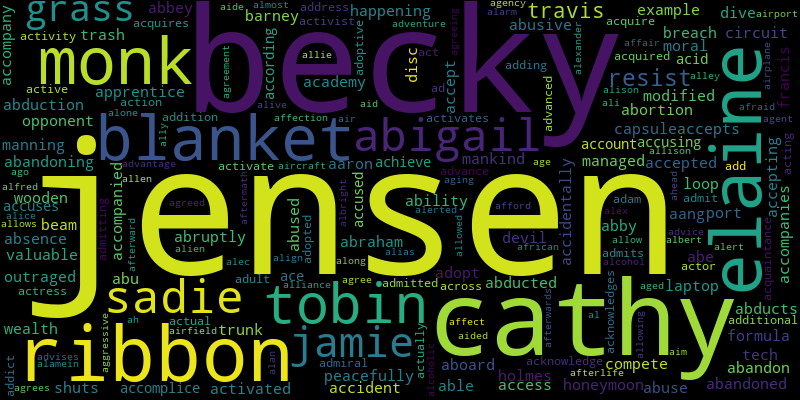 becky
jensen
cathy
ribbon
blanket
elaine
monk
tobin
abigail
sadie
jamie
grass
resist
travis
barney
happening
example
dive
airport
accompany
abbey
acquires
aide
almost
address
activist
agency
adventure
alarm
acquire
abusive
according
adoptive
agreement
allie
disc
act
affair
breach
circuit
moral
trash
activity
active
action
abduction
apprentice
alone
addition
alive
academy
aid
accept
ad
adding
advanced
alexander
acquired
acid
alley
alison
modified
ali
afraid
agent
airplane
francis
opponent
ally
affection
air
activates
abortion
capsuleaccepts
manning
abandoning
advantage
activate
aircraft
aaron
achieve
mankind
age
account
accusing
allison
managed
accepted
add
accepting
acting
ago
alfred
wooden
allen
accompanied
admitting
agreed
aftermath
abused
albright
accused
ability
advance
aging
accidentally
adam
ahead
loop
admit
accompanies
acquaintance
accuses
alice
allows
beam
absence
afterward
abruptly
adopted
abraham
alerted
allowed
afford
devil
alex
abby
aangport
advice
albert
alert
valuable
outraged
actress
alien
alec
align
along
alias
african
allow
admits
abe
actor
alcohol
abu
adult
ace
alliance
agree
admitted
across
adopt
abducted
afterwards
acknowledges
aged
laptop
abducts
additional
wealth
ah
actual
airfield
trunk
actually
affect
aided
al
allowing
formula
aggressive
alamein
advises
alan
admiral
alcoholic
aboard
acknowledge
afterlife
compete
aim
tech
abandon
addict
agrees
shuts
accomplice
activated
peacefully
accident
able
holmes
access
honeymoon
abuse
abandoned
agreeing